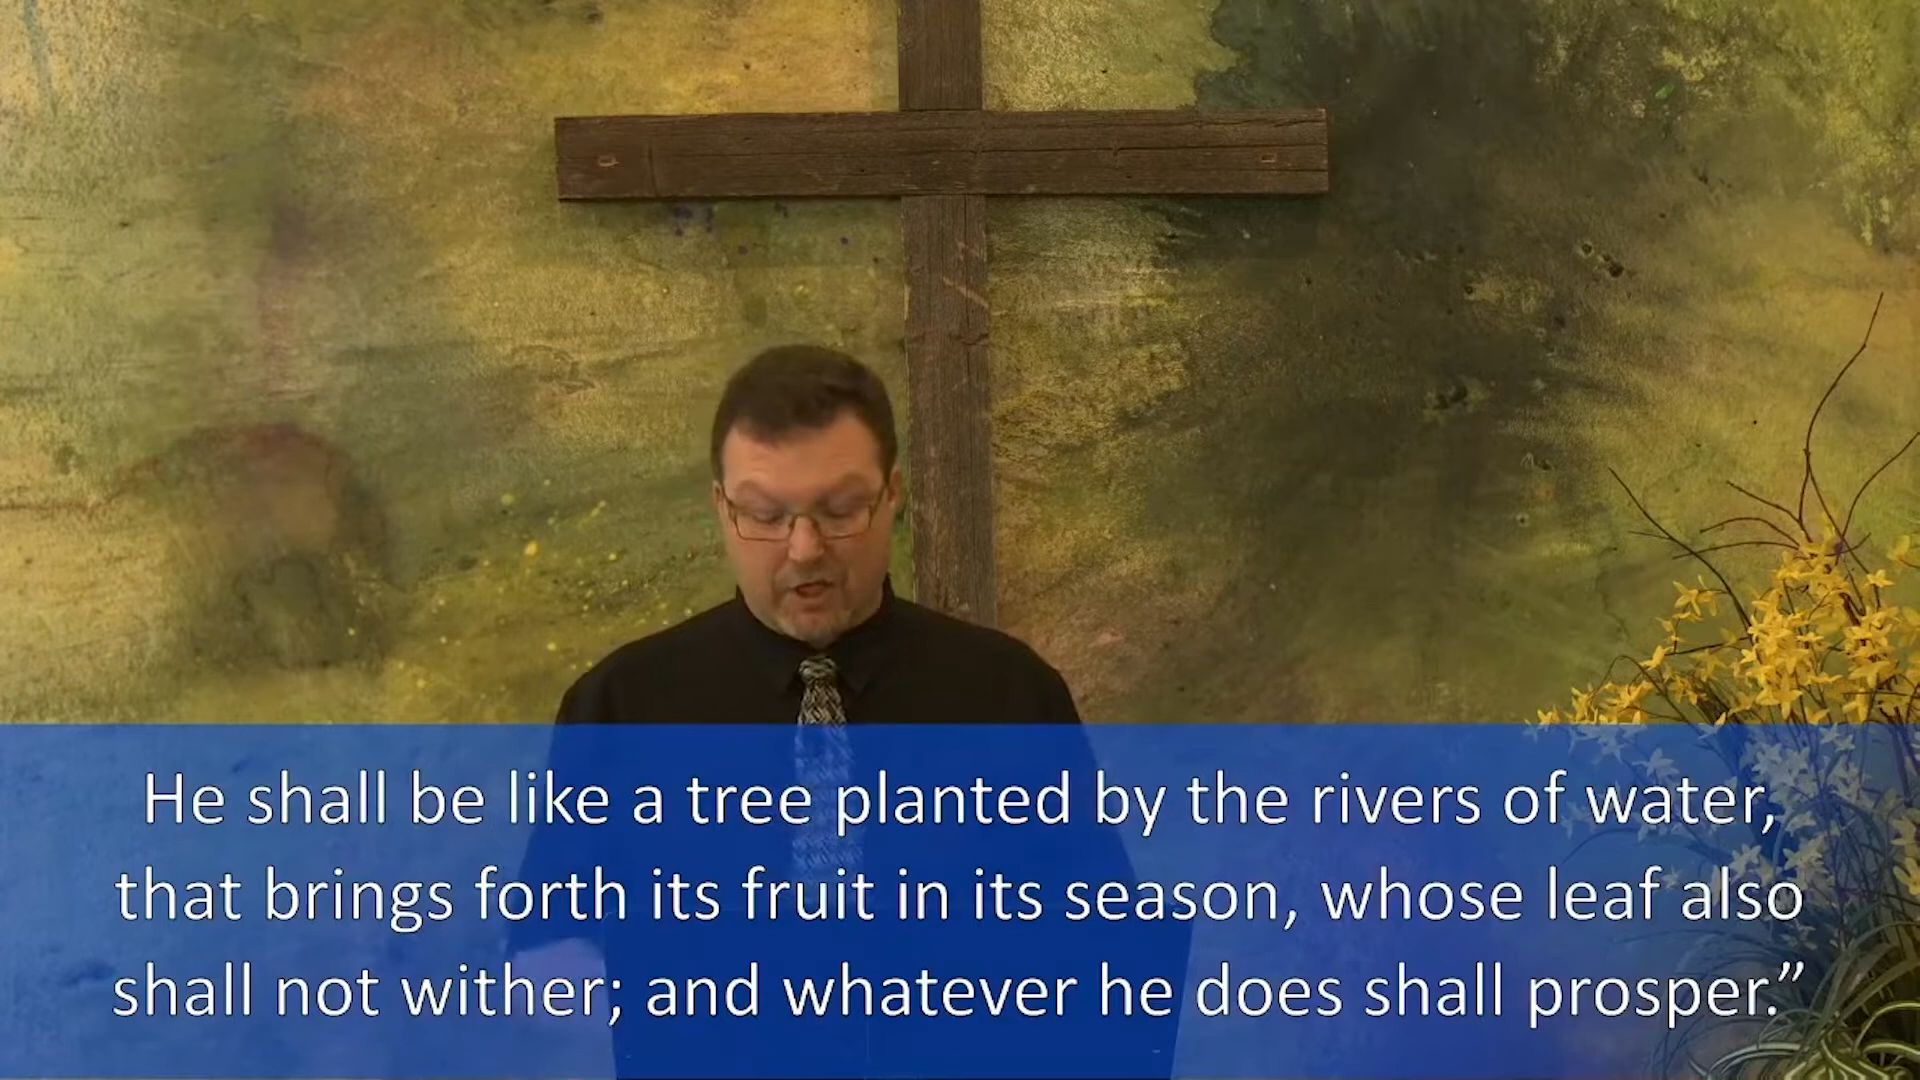 He shall be like a tree planted by the rivers of water,
that brings forth its fruit in its season, whose leaf also
shall not wither; and whatever he does shall prosper.”